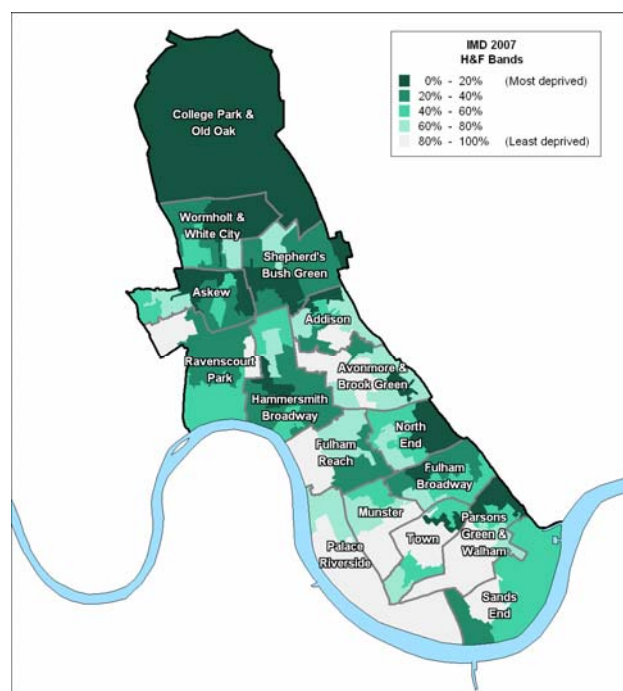 IMD 2007
H&F Bands
0% - 20% (Most deprived)
20% - 40%
40% - 60%
60% - 80%
80% - 100% (Least deprived)
College Park &
Old Oak
Wormholt &
White City
Shepherd's
Bush Green
Askew
Addison
Ravenscourt
Park
Avonmore &
Brook Green
Hammersmith
Broadway
North
End
Fulham
Reach
Fulham
Broadway
Munster
Parsons
Green &
Walham
Town
Palace
Riverside
Sands
End